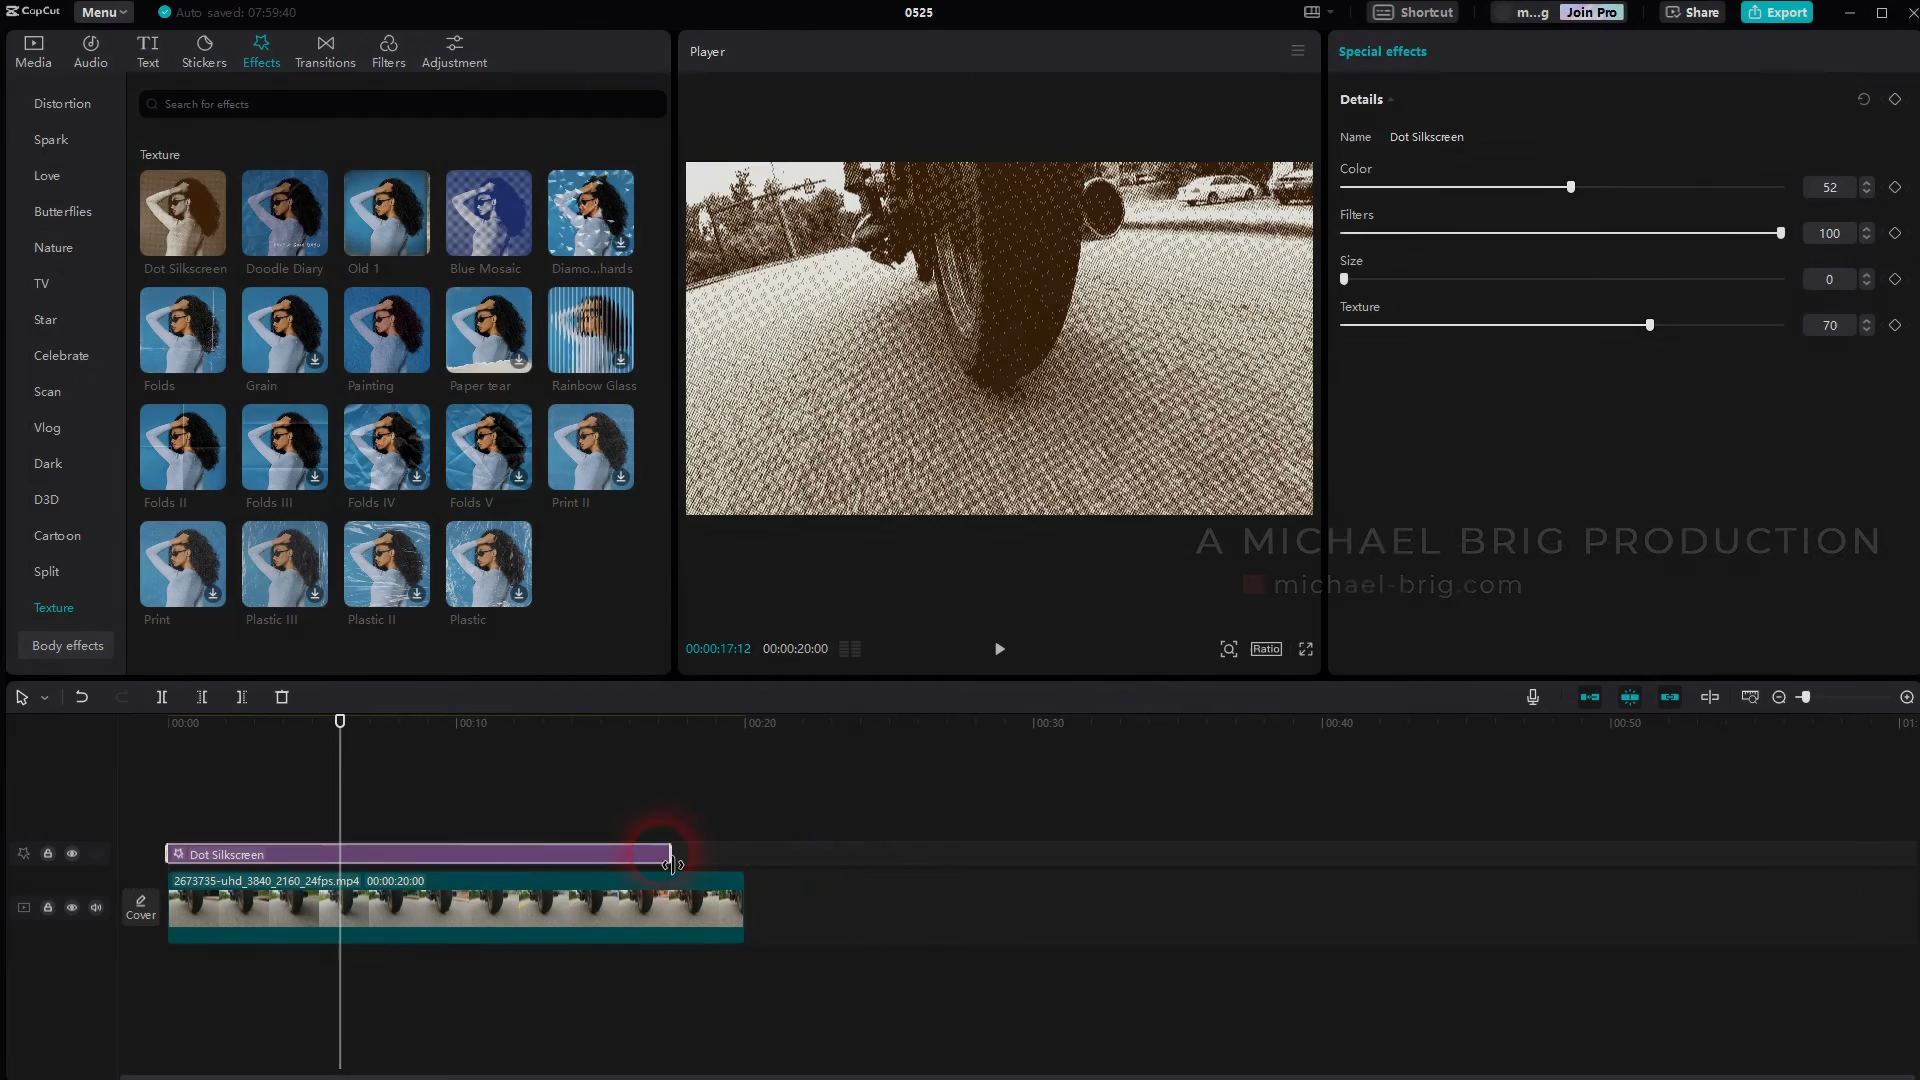 CapCut
Menu
Auto saved: 07:59:40
0525
Shortcut
m...g
Join Pro
Share
Export
Media
Audio
Text
Stickers
Effects
Transitions
Filters
Adjustment
Player
Special effects
Distortion
Spark
Love
Butterflies
Nature
TV
Star
Celebrate
Scan
Vlog
Dark
D3D
Cartoon
Split
Texture
Body effects
Search for effects
Texture
Dot Silkscreen
Doodle Diary
Old 1
Blue Mosaic
Diamo...hards
Folds
Grain
Painting
Paper tear
Rainbow Glass
Folds II
Folds III
Folds IV
Folds V
Print II
Print
Plastic III
Plastic II
Plastic
Details
Name Dot Silkscreen
Color
52
Filters
100
Size
0
Texture
70
A MICHAEL BRIG PRODUCTION
michael-brig.com
00:00:17:12 00:00:20:00
Ratio
00:00
00:10
00:20
00:30
00:40
00:50
01:
Dot Silkscreen
2673735-uhd_3840_2160_24fps.mp4 00:00:20:00
Cover